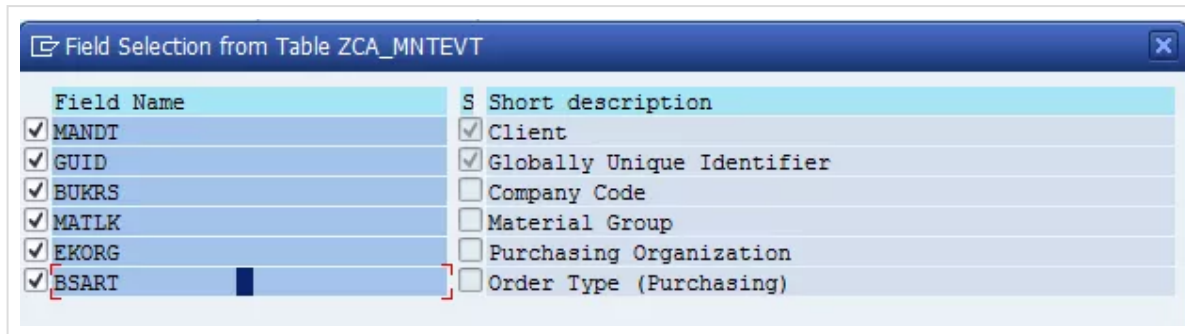 Field Selection from Table ZCA_MNTEVT
Field Name S Short description
MANDT Client
GUID Globally Unique Identifier
BUKRS Company Code
MATLK Material Group
EKORG Purchasing Organization
BSART Order Type (Purchasing)